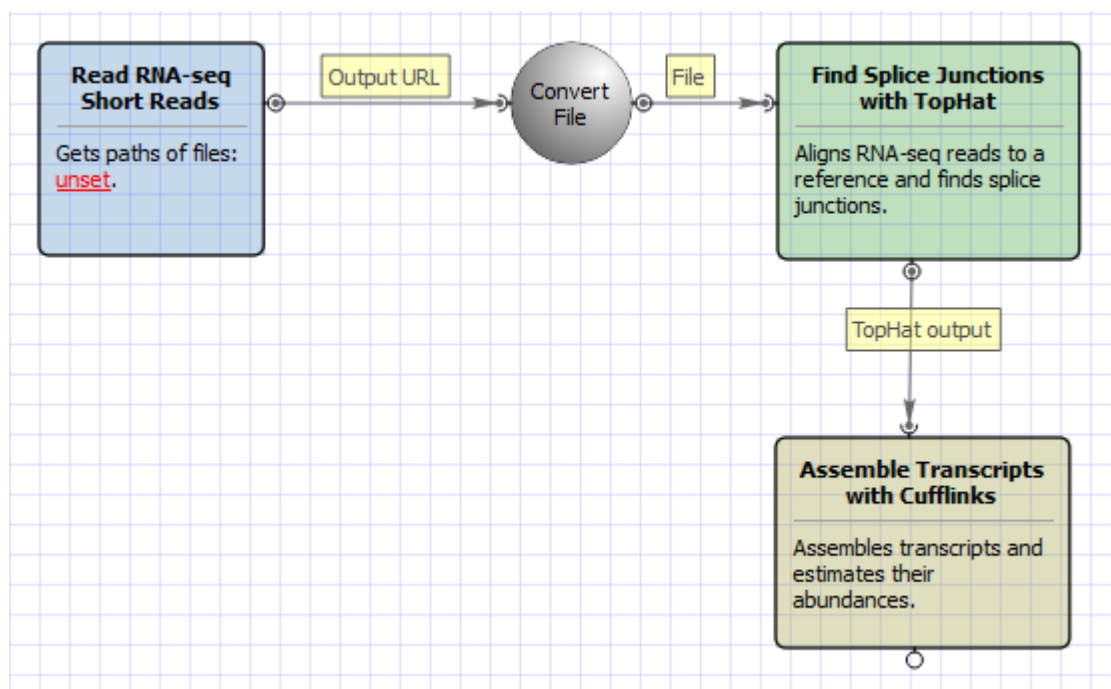 Read RNA-seq
Short Reads
Gets paths of files:
unset.
Output URL
Convert
File
File
Find Splice Junctions
with TopHat
Aligns RNA-seq reads to a
reference and finds splice
junctions.
TopHat output
Assemble Transcripts
with Cufflinks
Assembles transcripts and
estimates their
abundances.